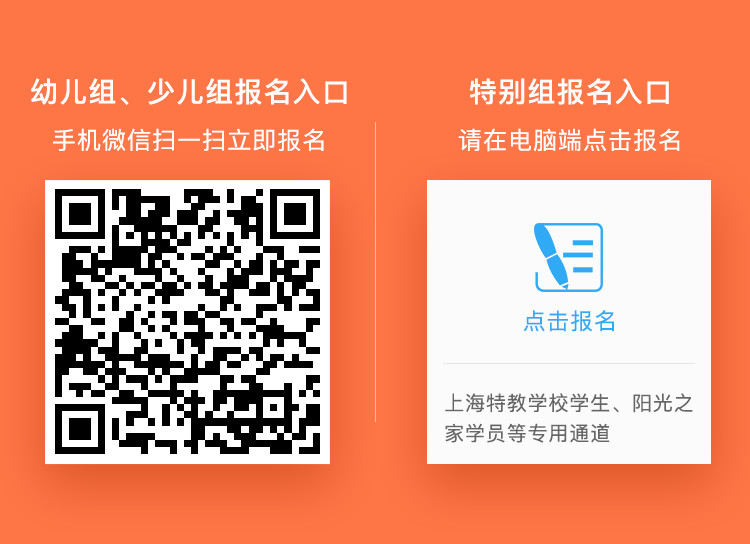 幼儿组、少儿组报名入口
手机微信扫一扫立即报名
特别组报名入口
请在电脑端点击报名
点击报名
上海特教学校学生、阳光之
家学员等专用通道